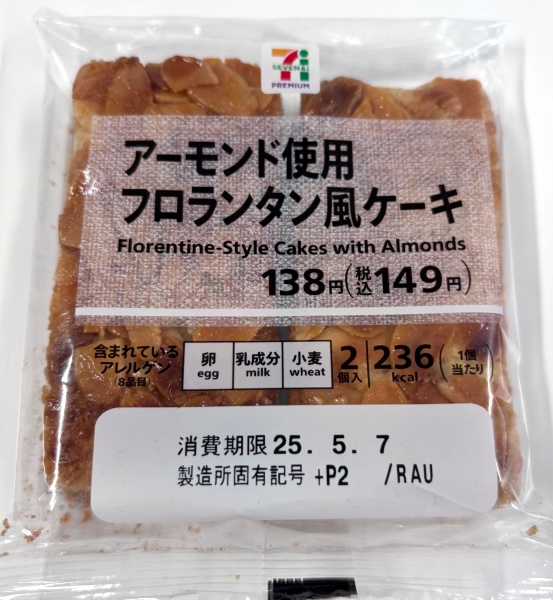 SEVEN&i
PREMIUM
アーモンド使用
フロランタン風ケーキ
Florentine-Style Cakes with Almonds
138円(税込149円)
含まれている
アレルゲン
(8品目)
卵
egg
乳成分
milk
小麦
wheat
2
個入
236
kcal
(1個
当たり)
消費期限 25. 5. 7
製造所固有記号 +P2 /RAU